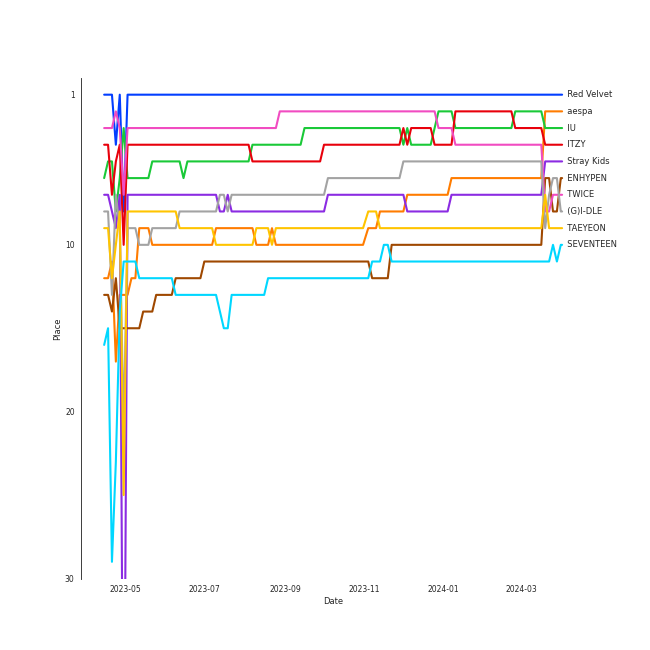 1
10
20
30
Place
2023-05
2023-07
2023-09
2023-11
2024-01
2024-03
Date
Red Velvet
aespa
IU
ITZY
Stray Kids
ENHYPEN
TWICE
(G)I-DLE
TAEYEON
SEVENTEEN